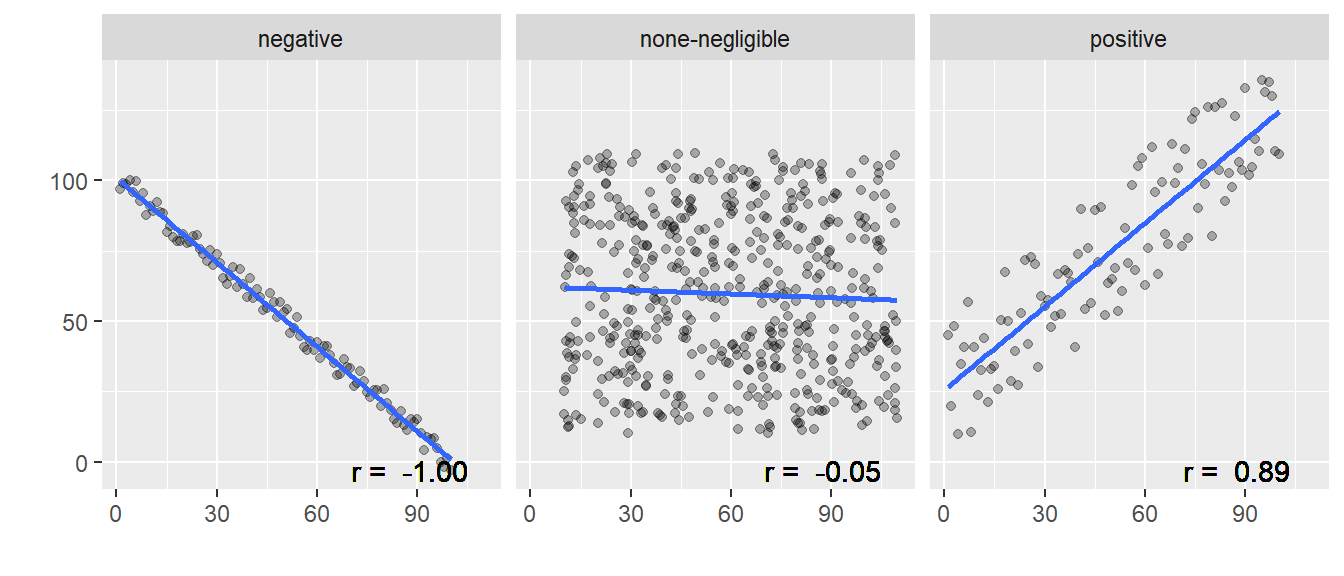 negative none-negligible positive
100
50
0
r = -1.00 r = -0.05 r = 0.89
0 30 60 90 0 30 60 90 0 30 60 90